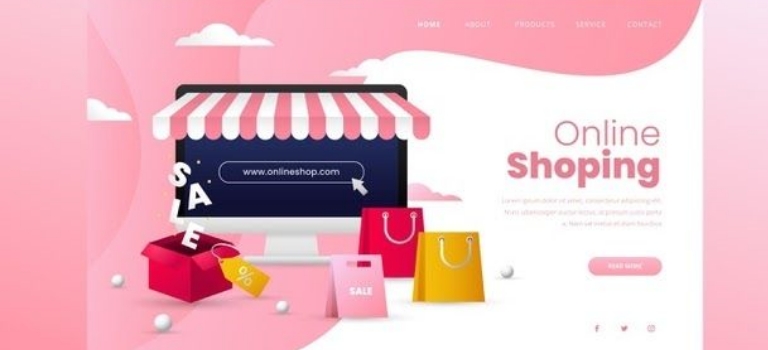 HOME ABOUT PRODUCTS SERVICE CONTACT
www.onlineshop.com
SALE
%
SALE
Online
Shoping
Lorem ipsum dolor sit amet, consectetur adipiscing elit.
READ MORE